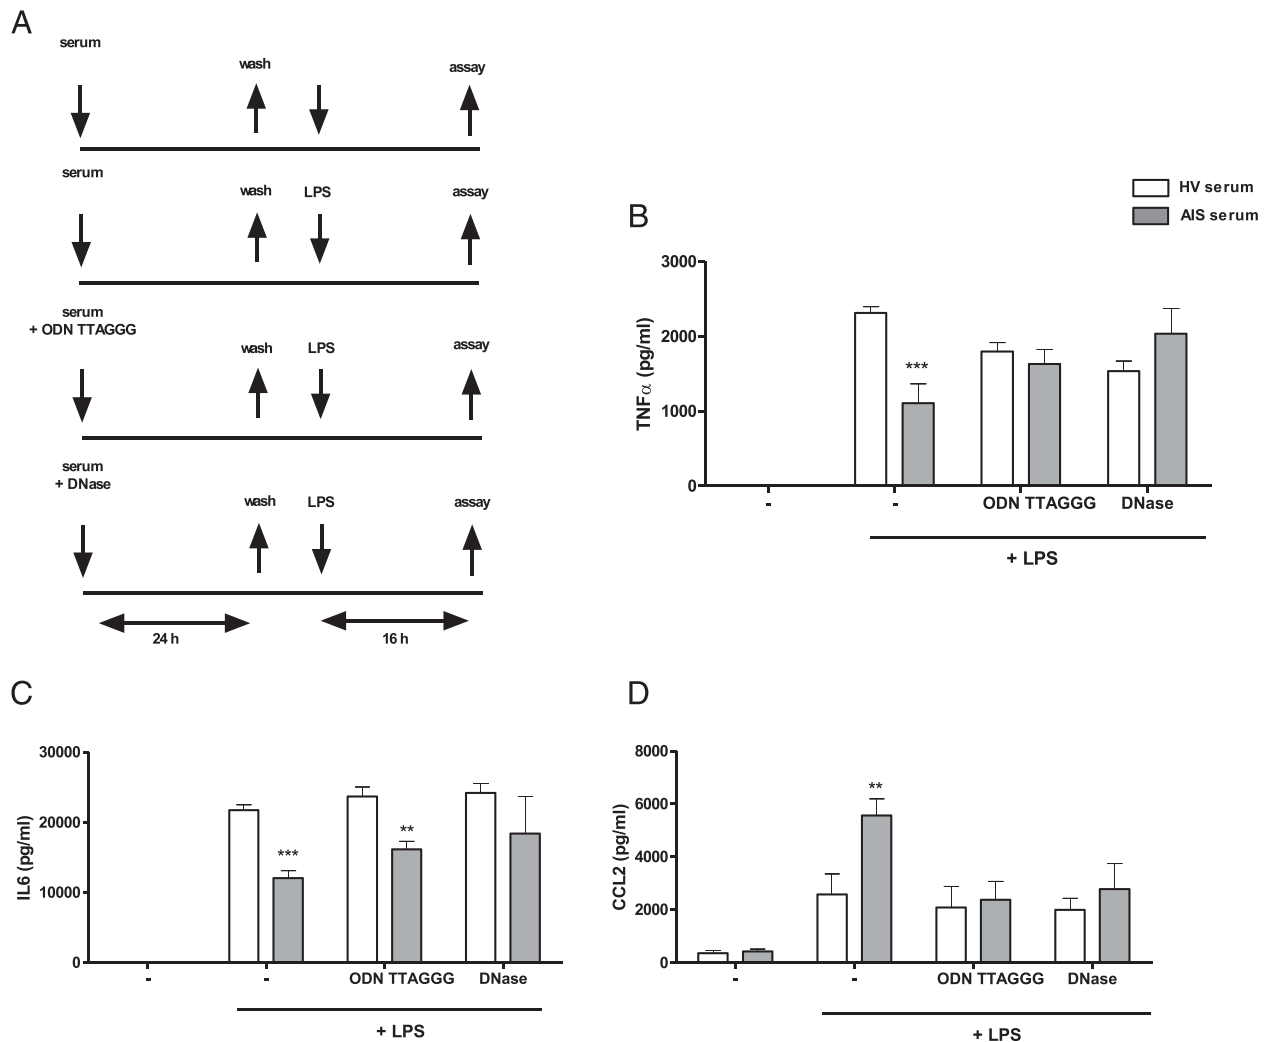 A
serum
wash
assay
serum
wash
LPS
assay
serum
+ ODN TTAGGG
wash
LPS
assay
serum
+ DNase
wash
LPS
assay
24 h
16 h
HV serum
AIS serum
B
3000
2000
1000
0
TNFα (pg/ml)
***
-
-
ODN TTAGGG
DNase
+ LPS
C
30000
20000
10000
0
IL6 (pg/ml)
***
**
-
-
ODN TTAGGG
DNase
+ LPS
D
8000
6000
4000
2000
0
CCL2 (pg/ml)
**
-
-
ODN TTAGGG
DNase
+ LPS